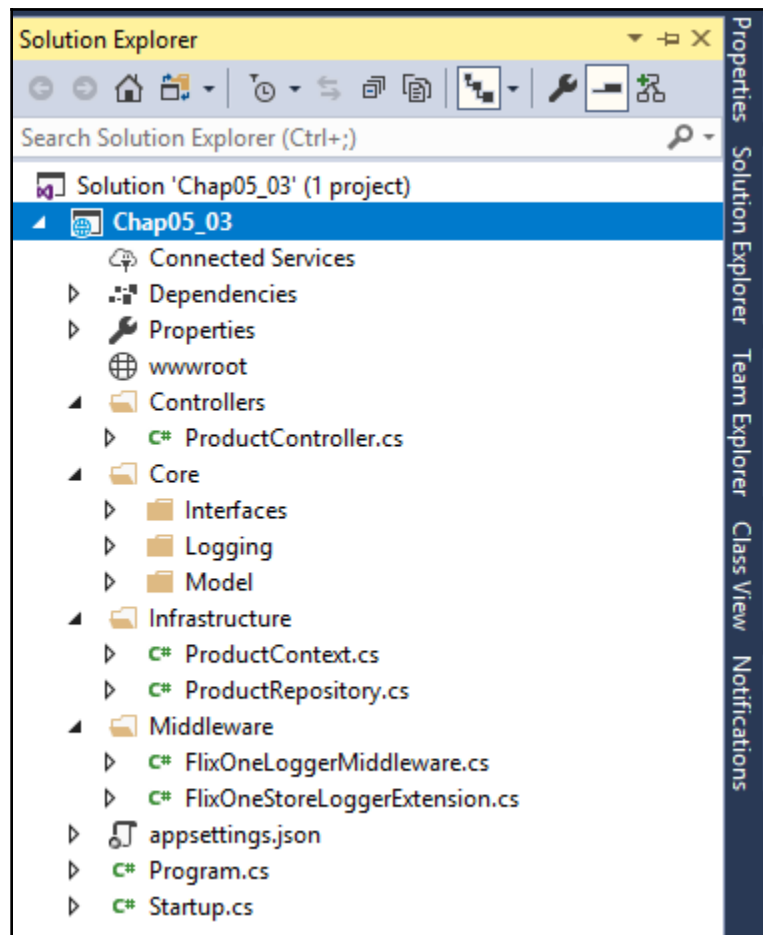 Solution Explorer
Search Solution Explorer (Ctrl+;)
Solution 'Chap05_03' (1 project)
Chap05_03
Connected Services
Dependencies
Properties
wwwroot
Controllers
C# ProductController.cs
Core
Interfaces
Logging
Model
Infrastructure
C# ProductContext.cs
C# ProductRepository.cs
Middleware
C# FlixOneLoggerMiddleware.cs
C# FlixOneStoreLoggerExtension.cs
appsettings.json
C# Program.cs
C# Startup.cs
Properties
Solution Explorer
Team Explorer
Class View
Notifications